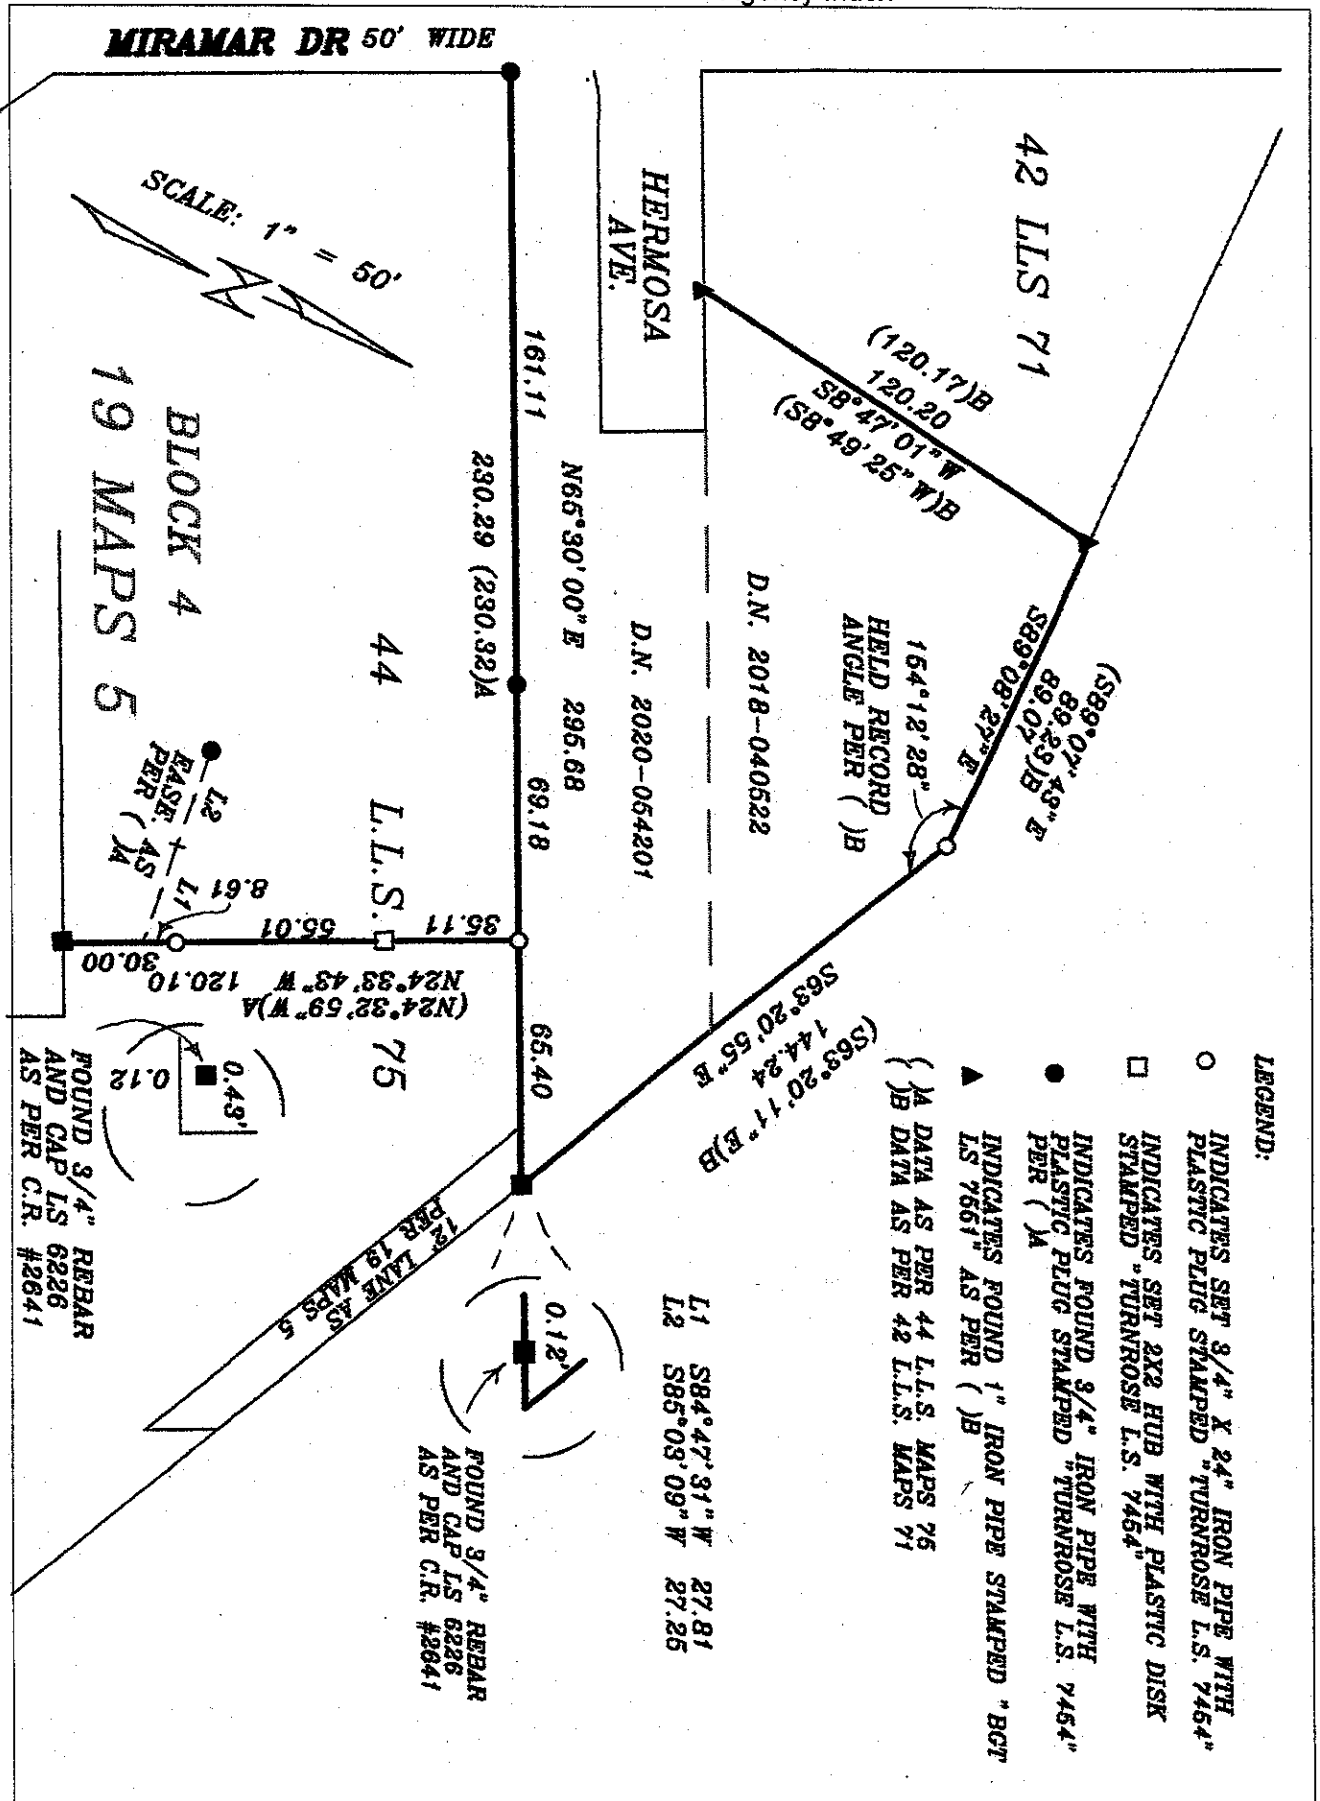 MIRAMAR DR 50' WIDE
SCALE: 1" = 50'
HERMOSA
AVE.
42 LLS 71
(120.17)B
120.20
S8°47'01" W
(S8°49'25" W)B
161.11
N65°30'00" E 295.68
230.29 (230.32)A
69.18
65.40
BLOCK 4
19 MAPS 5
44 L.L.S. 75
D.N. 2020-054201
D.N. 2018-040522
154°12'28"
HELD RECORD
ANGLE PER ( )B
(S89°07'43" E
89.23)B
89.07
S89°08'27" E
S63°20'55" E
144.24
(S63°20'11" E)B
L2
EASE. AS
PER ( )A
L1
8.61
35.11
55.01
30.00
N24°33'43" W 120.10
(N24°32'59" W)A
0.43'
0.12
FOUND 3/4" REBAR
AND CAP LS 6226
AS PER C.R. #2641
12' LANE AS
PER 19 MAPS 5
0.12'
FOUND 3/4" REBAR
AND CAP LS 6226
AS PER C.R. #2641
L1 S84°47'31" W 27.81
L2 S85°03'09" W 27.25
LEGEND:
INDICATES SET 3/4" X 24" IRON PIPE WITH
PLASTIC PLUG STAMPED "TURNROSE L.S. 7454"
INDICATES SET 2X2 HUB WITH PLASTIC DISK
STAMPED "TURNROSE L.S. 7454"
INDICATES FOUND 3/4" IRON PIPE WITH
PLASTIC PLUG STAMPED "TURNROSE L.S. 7454"
PER ( )A
INDICATES FOUND 1" IRON PIPE STAMPED "BGT
LS 7561" AS PER ( )B
( )A DATA AS PER 44 L.L.S. MAPS 75
( )B DATA AS PER 42 L.L.S. MAPS 71